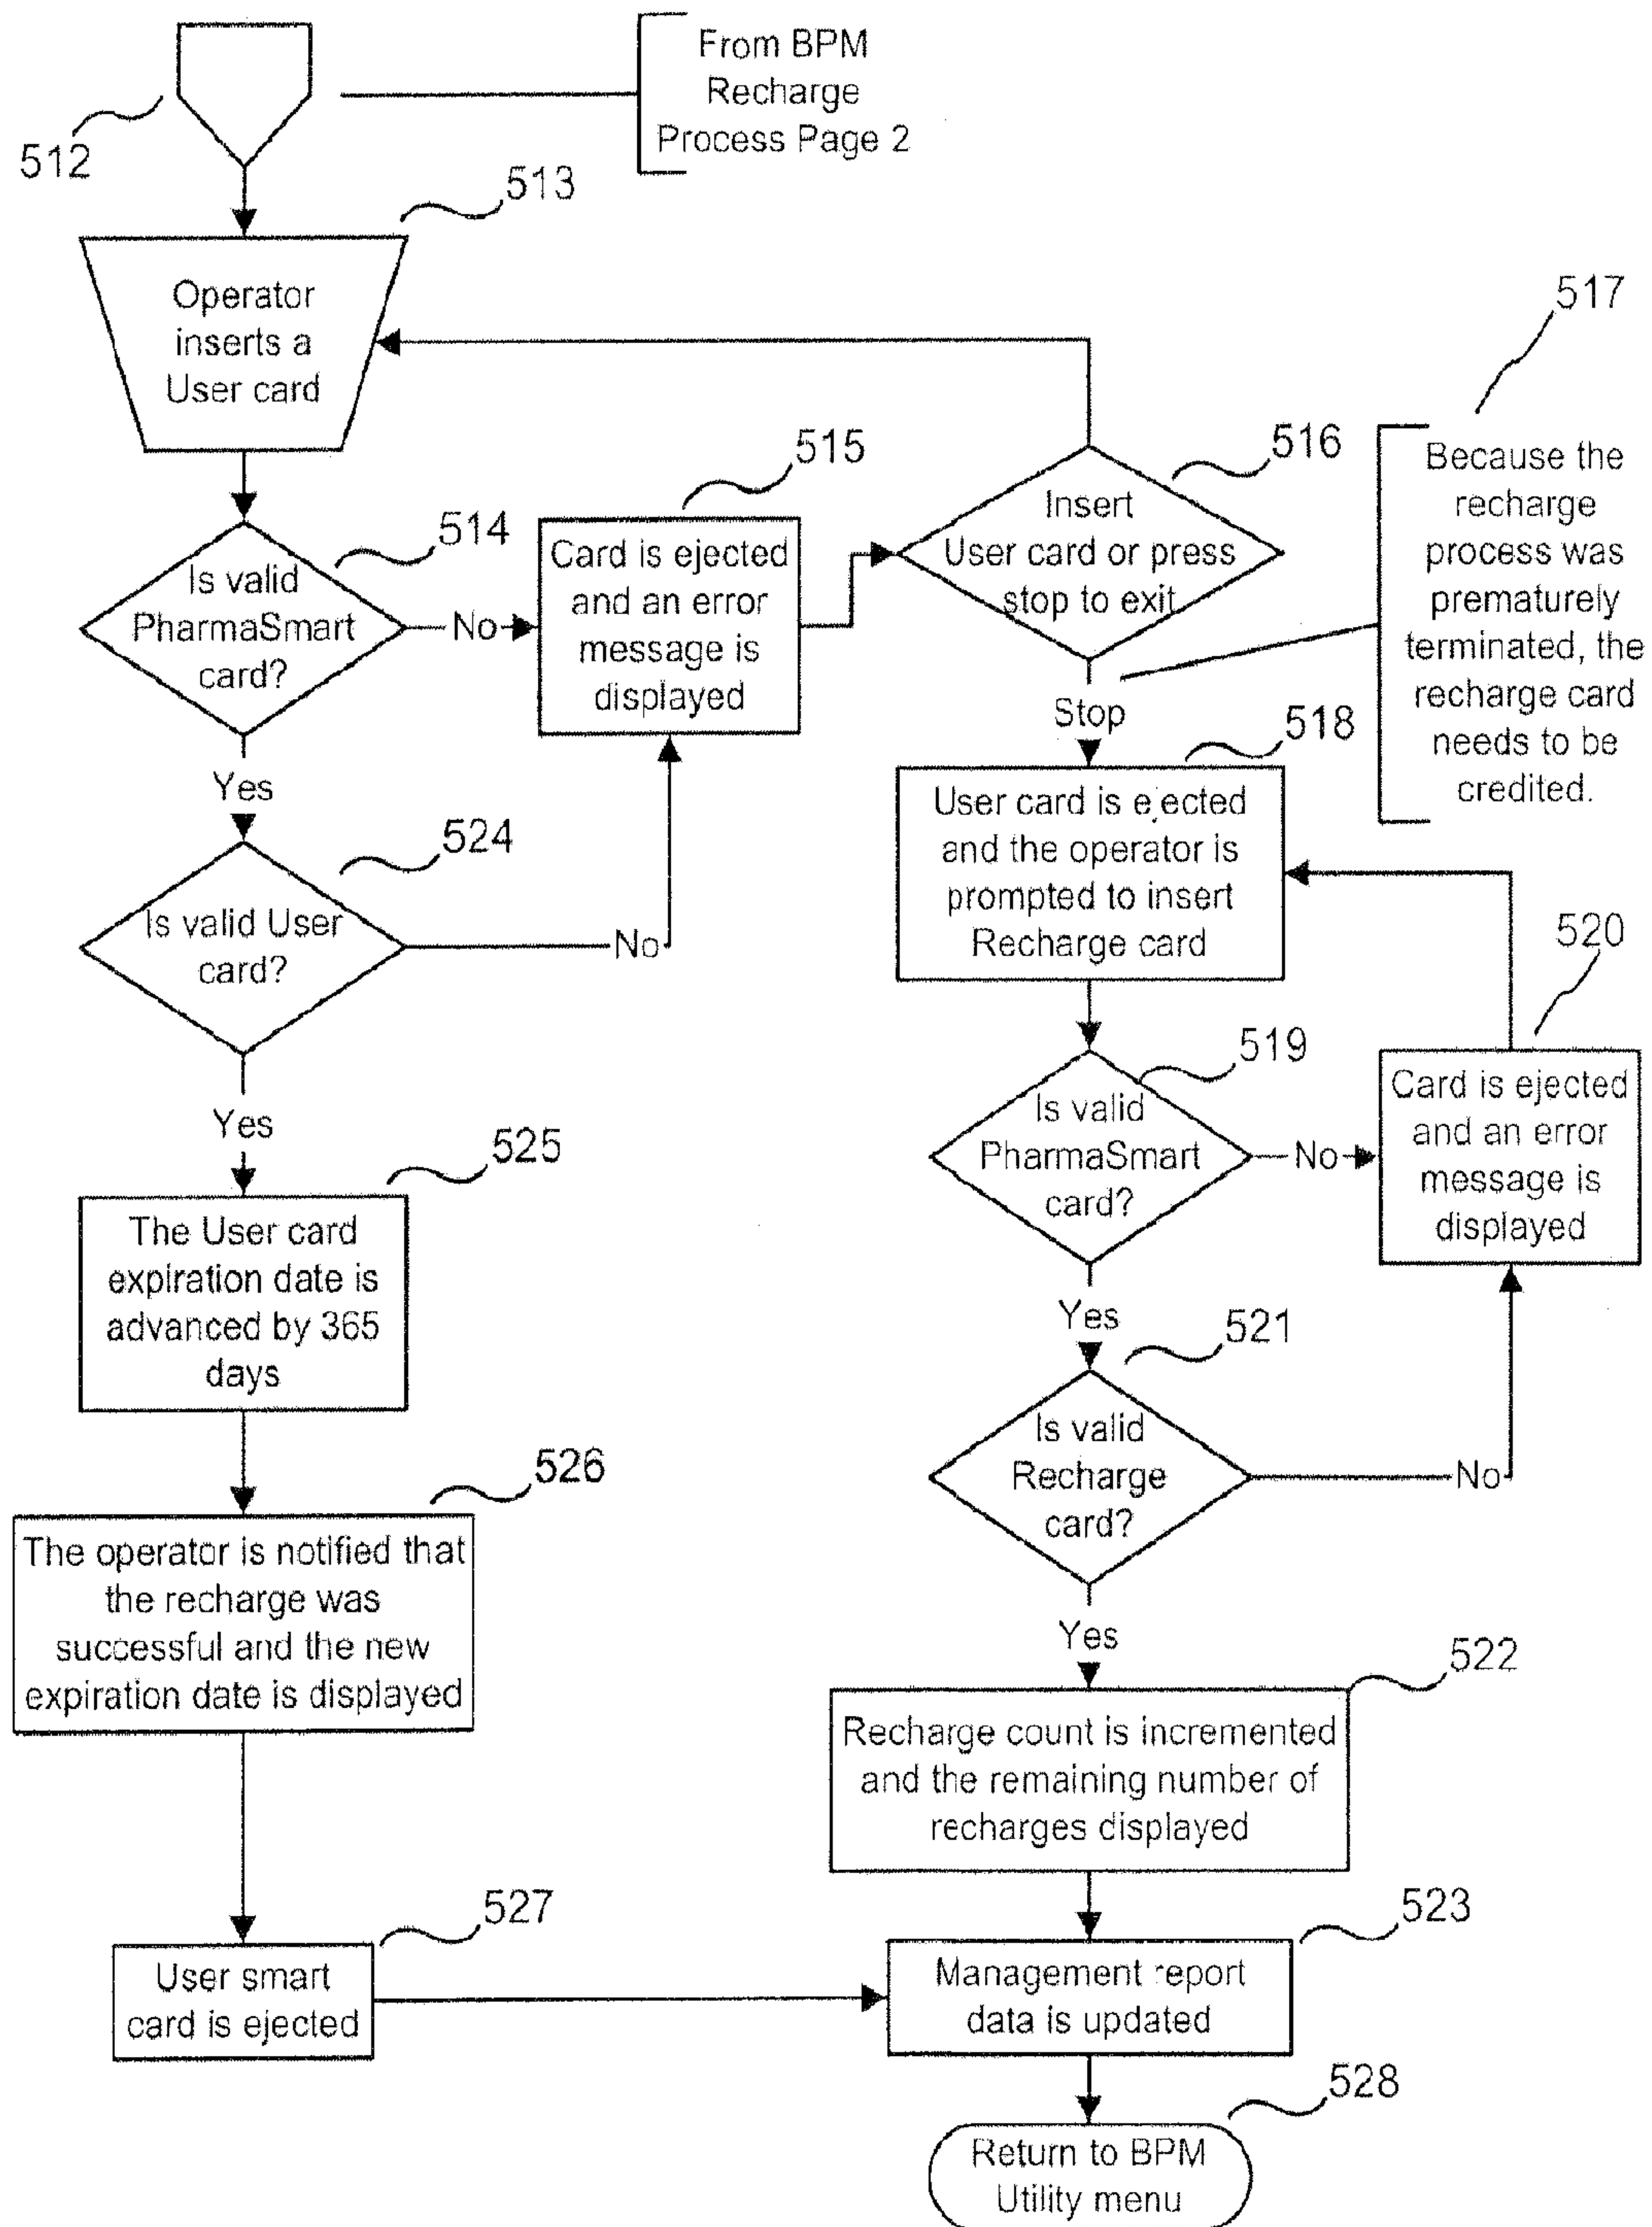 From BPM
Recharge
Process Page 2
512
513
Operator
inserts a
User card
517
514
Is valid
PharmaSmart
card?
No
515
Card is ejected
and an error
message is
displayed
516
Insert
User card or press
stop to exit
Because the
recharge
process was
prematurely
terminated, the
recharge card
needs to be
credited.
Stop
518
User card is ejected
and the operator is
prompted to insert
Recharge card
Yes
524
Is valid User
card?
No
520
Card is ejected
and an error
message is
displayed
519
Is valid
PharmaSmart
card?
No
Yes
525
The User card
expiration date is
advanced by 365
days
Yes
521
Is valid
Recharge
card?
No
526
The operator is notified that
the recharge was
successful and the new
expiration date is displayed
Yes
522
Recharge count is incremented
and the remaining number of
recharges displayed
527
User smart
card is ejected
523
Management report
data is updated
528
Return to BPM
Utility menu